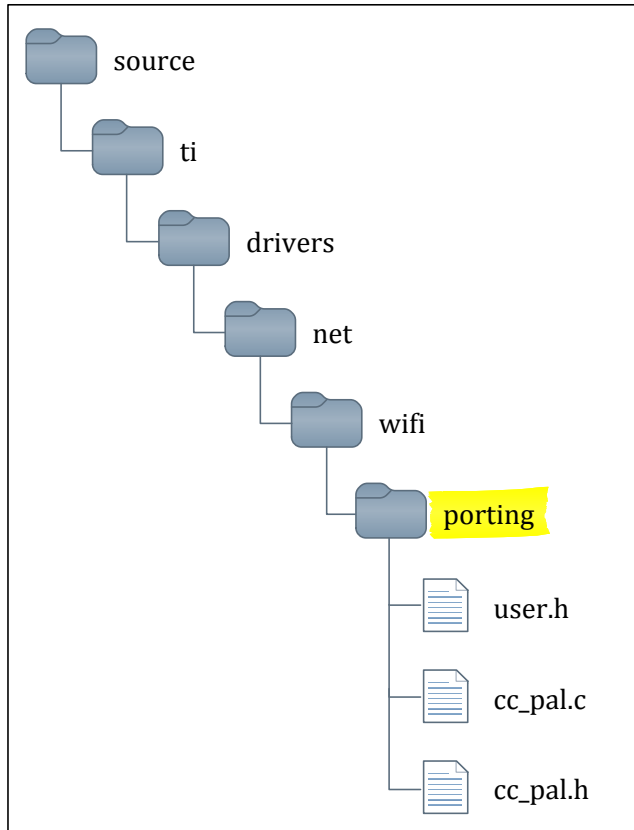 source
ti
drivers
net
wifi
porting
user.h
cc_pal.c
cc_pal.h